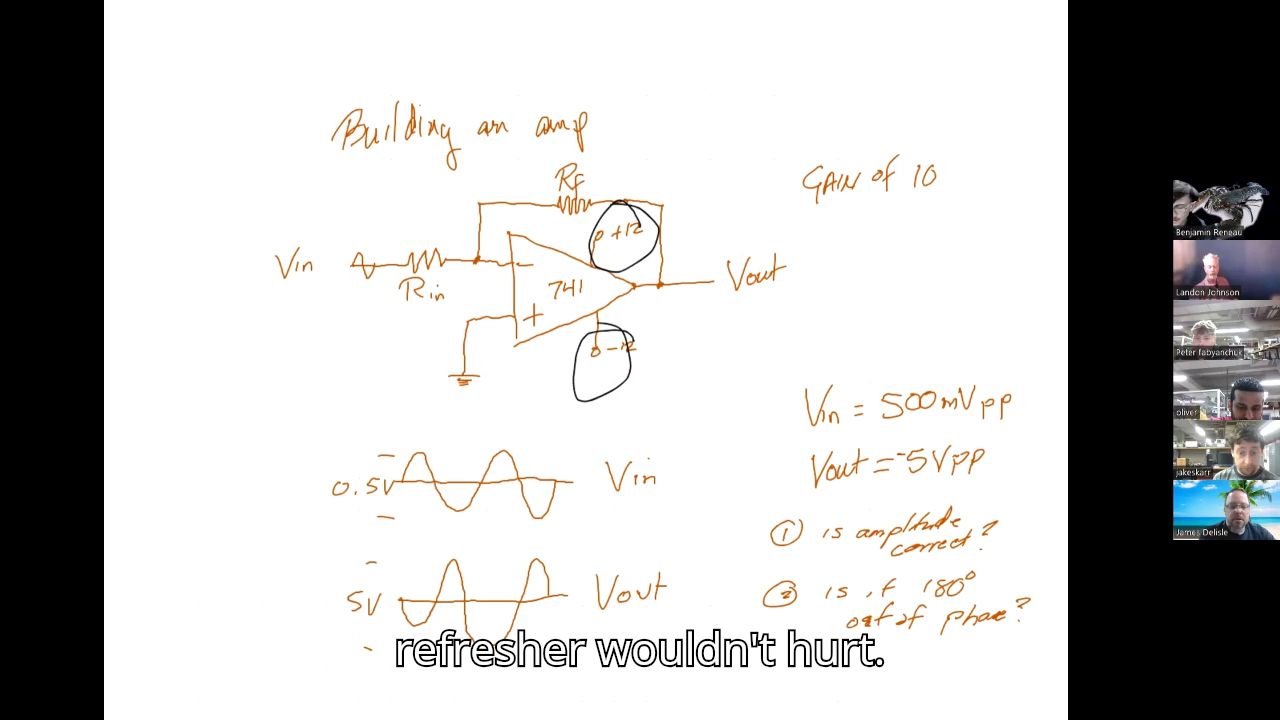 Building an amp
GAIN of 10
Rf
+12
Vin
Rin
741
+
Vout
-12
Vin = 500mVpp
Vout = -5Vpp
0.5V
Vin
① is amplitude
correct?
5V
Vout
② is it 180°
out of phase?
refresher wouldn't hurt.
Benjamin Reneau
Landon Johnson
Peter fabyanchuk
oliver
jakeskarr
James Delisle